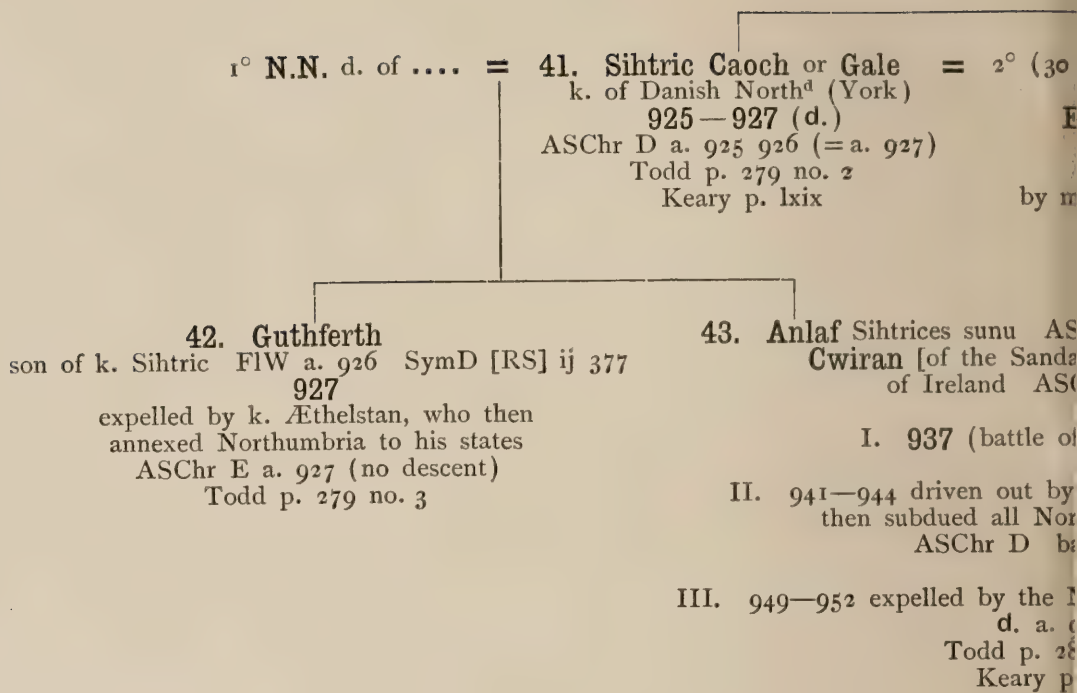 1° N.N. d. of .... = 41. Sihtric Caoch or Gale = 2° (30
k. of Danish North^d (York)
925—927 (d.)
ASChr D a. 925 926 (= a. 927)
Todd p. 279 no. 2
Keary p. lxix
by
42. Guthferth
son of k. Sihtric FlW a. 926 SymD [RS] ij 377
927
expelled by k. Æthelstan, who then
annexed Northumbria to his states
ASChr E a. 927 (no descent)
Todd p. 279 no. 3
43. Anlaf Sihtrices sunu
Cwiran [of the
of Ireland
I. 937 (battle of
II. 941—944 driven out by
then subdued all
ASChr D
III. 949—952 expelled by the
d. a.
Todd p.
Keary p